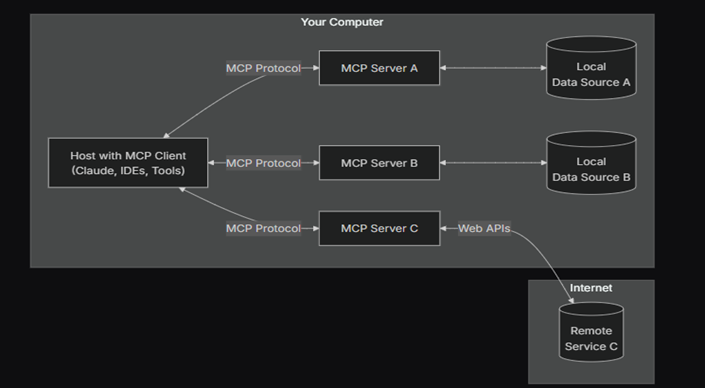 Your Computer
MCP Protocol
MCP Server A
Local
Data Source A
Host with MCP Client
(Claude, IDEs, Tools)
MCP Protocol
MCP Server B
Local
Data Source B
MCP Protocol
MCP Server C
Web APIs
Internet
Remote
Service C